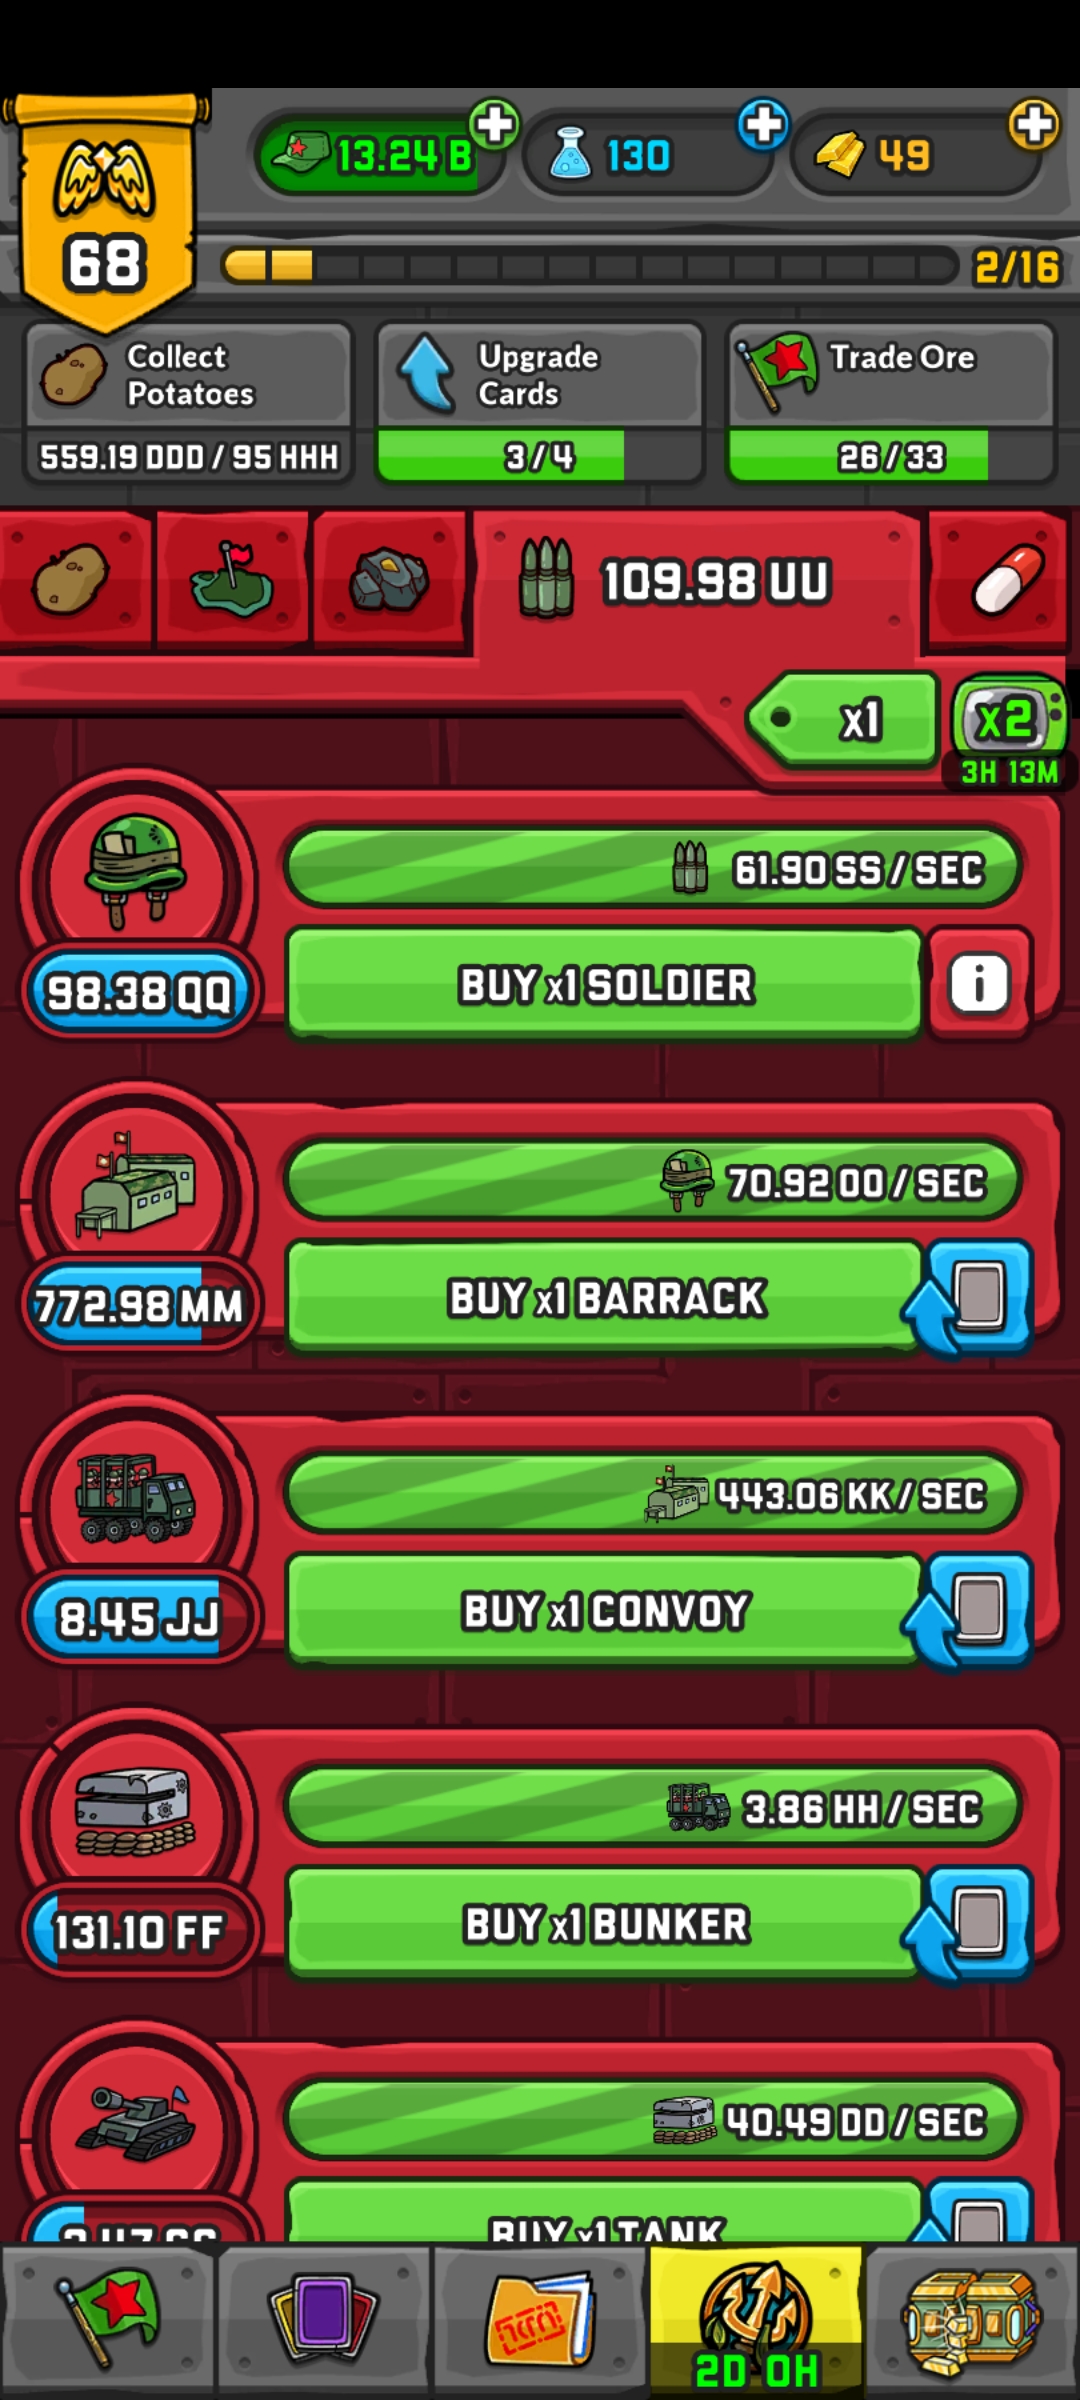 13.24 B
130
49
68
2/16
Collect
Potatoes
559.19 DDD / 95 HHH
Upgrade
Cards
3/4
Trade Ore
26/33
109.98 UU
x1
x2
3H 13M
61.90 SS / SEC
98.38 QQ
BUY x1 SOLDIER
i
70.92 OO / SEC
772.98 MM
BUY x1 BARRACK
443.06 KK / SEC
8.45 JJ
BUY x1 CONVOY
3.86 HH / SEC
131.10 FF
BUY x1 BUNKER
40.49 DD / SEC
BUY x1 TANK
2D 0H